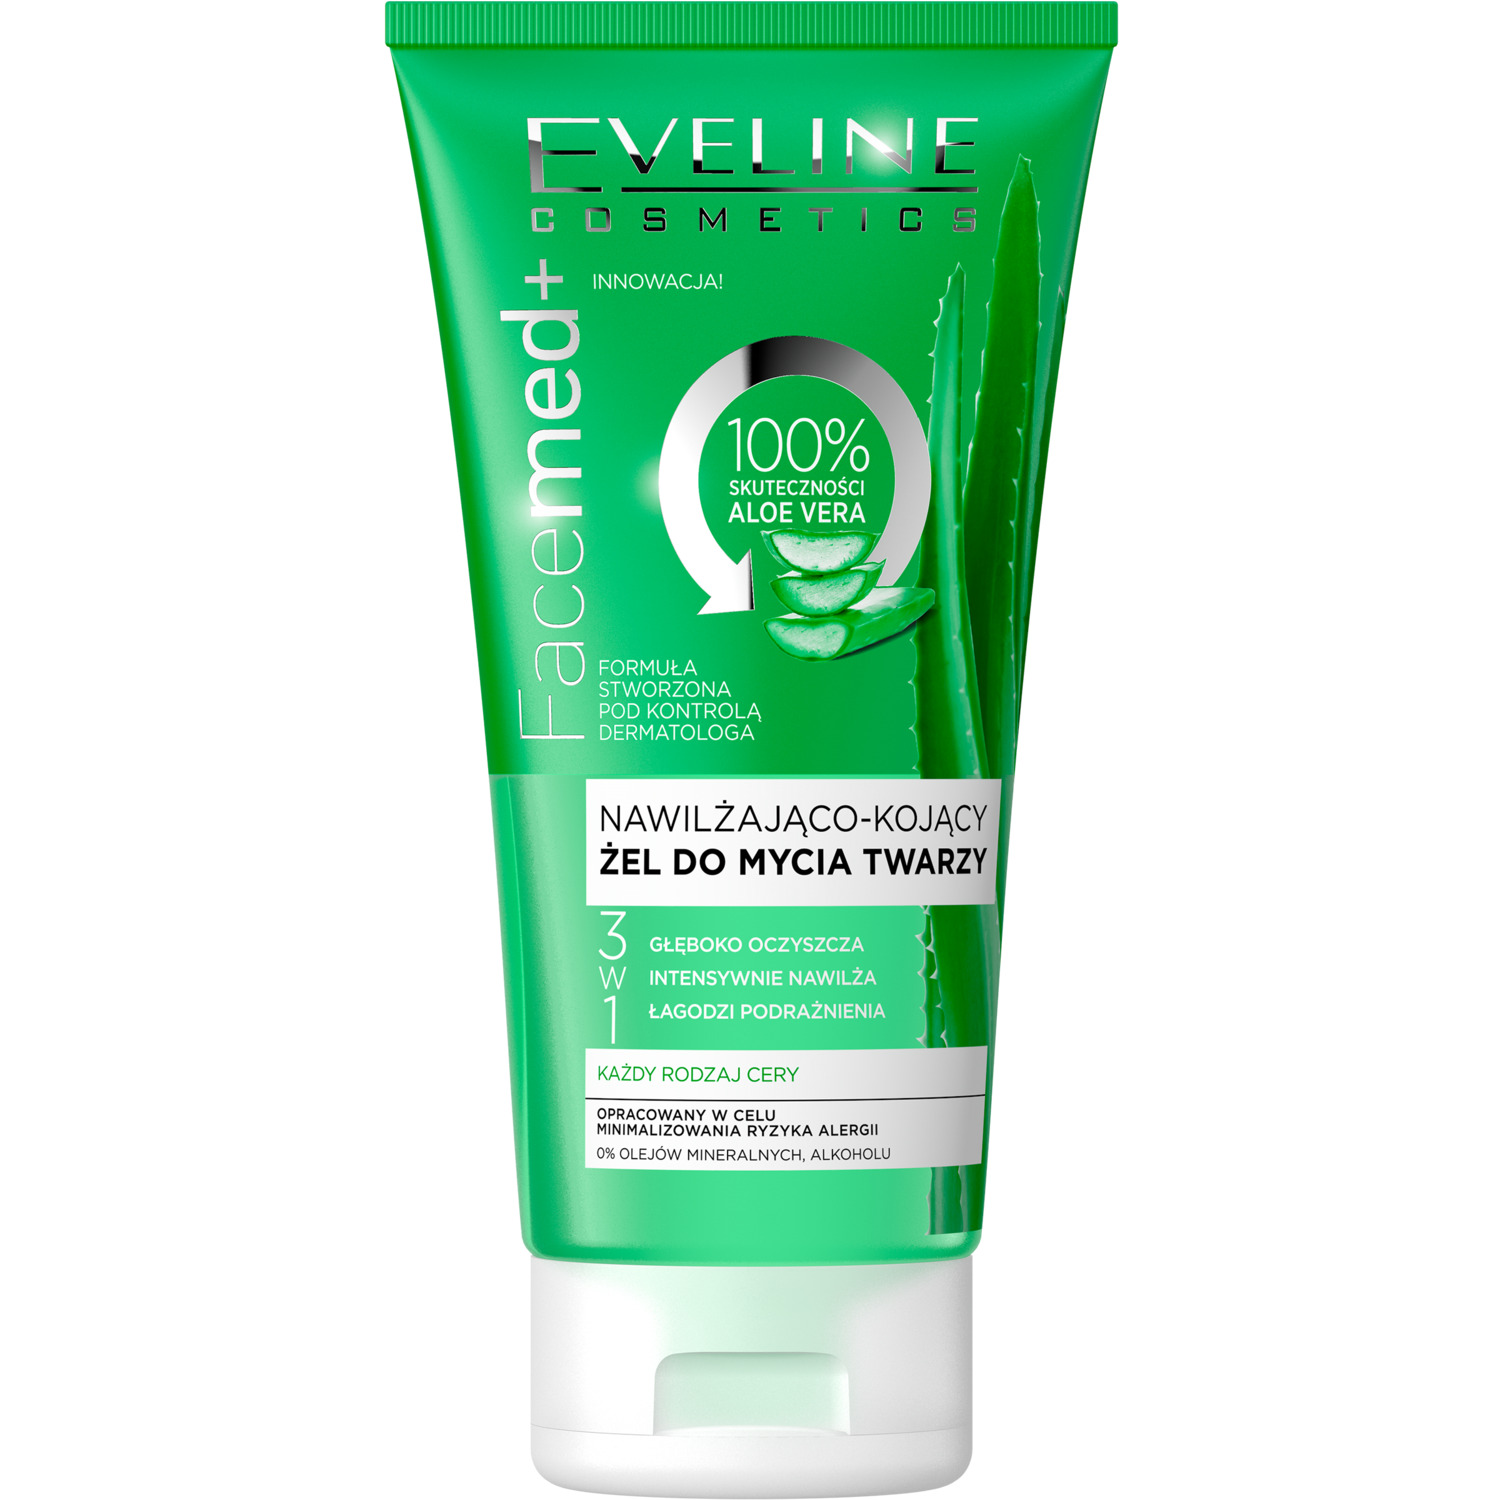 EVELINE
COSMETICS
Facemed+
INNOWACJA!
100%
SKUTECZNOŚCI
ALOE VERA
FORMUŁA
STWORZONA
POD KONTROLĄ
DERMATOLOGA
NAWILŻAJĄCO-KOJĄCY
ŻEL DO MYCIA TWARZY
3
W
1
GŁĘBOKO OCZYSZCZA
INTENSYWNIE NAWILŻA
ŁAGODZI PODRAŻNIENIA
KAŻDY RODZAJ CERY
OPRACOWANY W CELU
MINIMALIZOWANIA RYZYKA ALERGII
0% OLEJÓW MINERALNYCH, ALKOHOLU